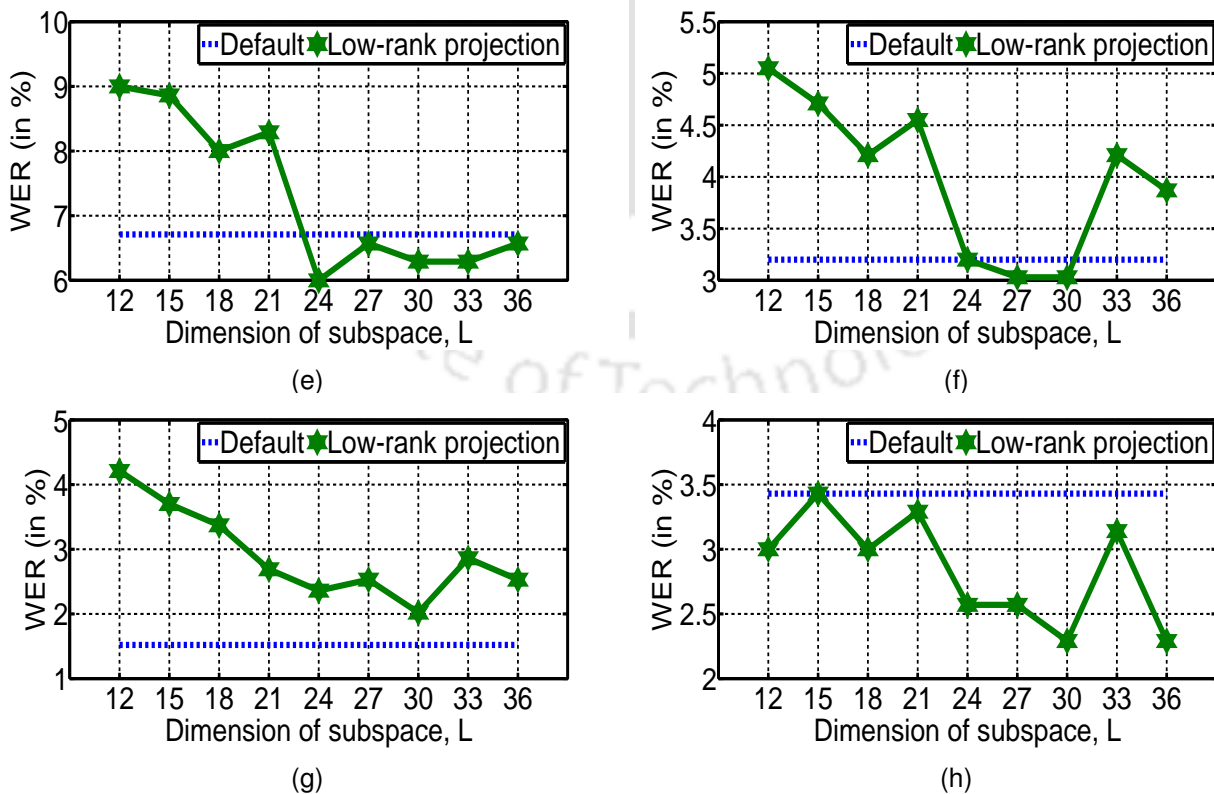 10
9
8
7
6
Default Low-rank projection
WER (in %)
12 15 18 21 24 27 30 33 36
Dimension of subspace, L
(e)
5.5
5
4.5
4
3.5
3
Default Low-rank projection
WER (in %)
12 15 18 21 24 27 30 33 36
Dimension of subspace, L
(f)
of Technolo
5
4
3
2
1
Default Low-rank projection
WER (in %)
12 15 18 21 24 27 30 33 36
Dimension of subspace, L
(g)
4
3.5
3
2.5
2
Default Low-rank projection
WER (in %)
12 15 18 21 24 27 30 33 36
Dimension of subspace, L
(h)